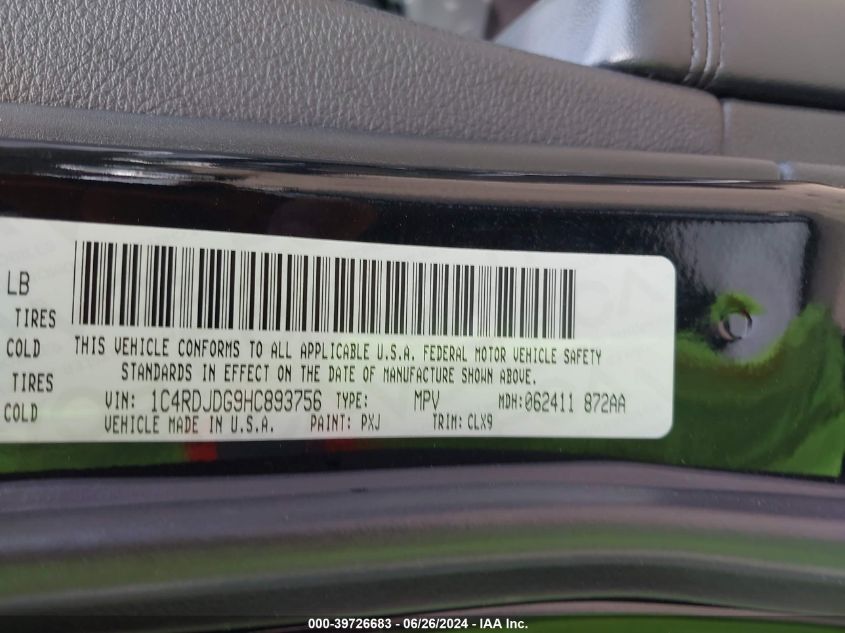 LB
TIRES
COLD
THIS VEHICLE CONFORMS TO ALL APPLICABLE U.S.A. FEDERAL MOTOR VEHICLE SAFETY
TIRES
STANDARDS IN EFFECT ON THE DATE OF MANUFACTURE SHOWN ABOVE.
COLD
VIN: 1C4RDJDG9HC893756 TYPE: MPV MDH:062411 872AA
VEHICLE MADE IN U.S.A. PAINT: PXJ TRIM: CLX9
000-39726683 - 06/26/2024 - IAA Inc.